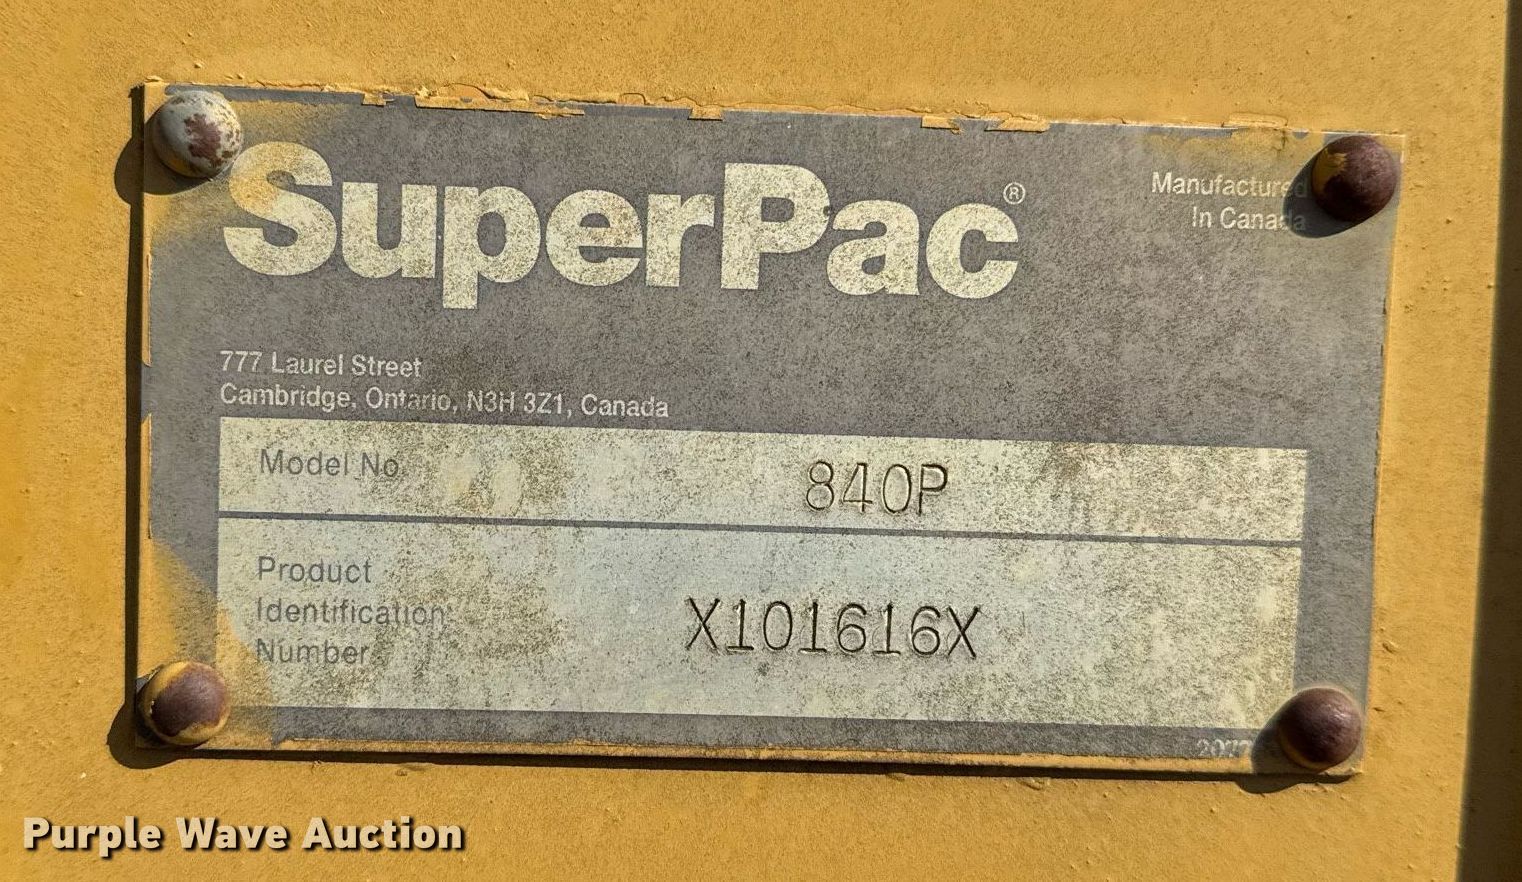 SuperPac®
Manufactured
In Canada
777 Laurel Street
Cambridge, Ontario, N3H 3Z1, Canada
Model No.
840P
Product
Identification
Number
X101616X
Purple Wave Auction